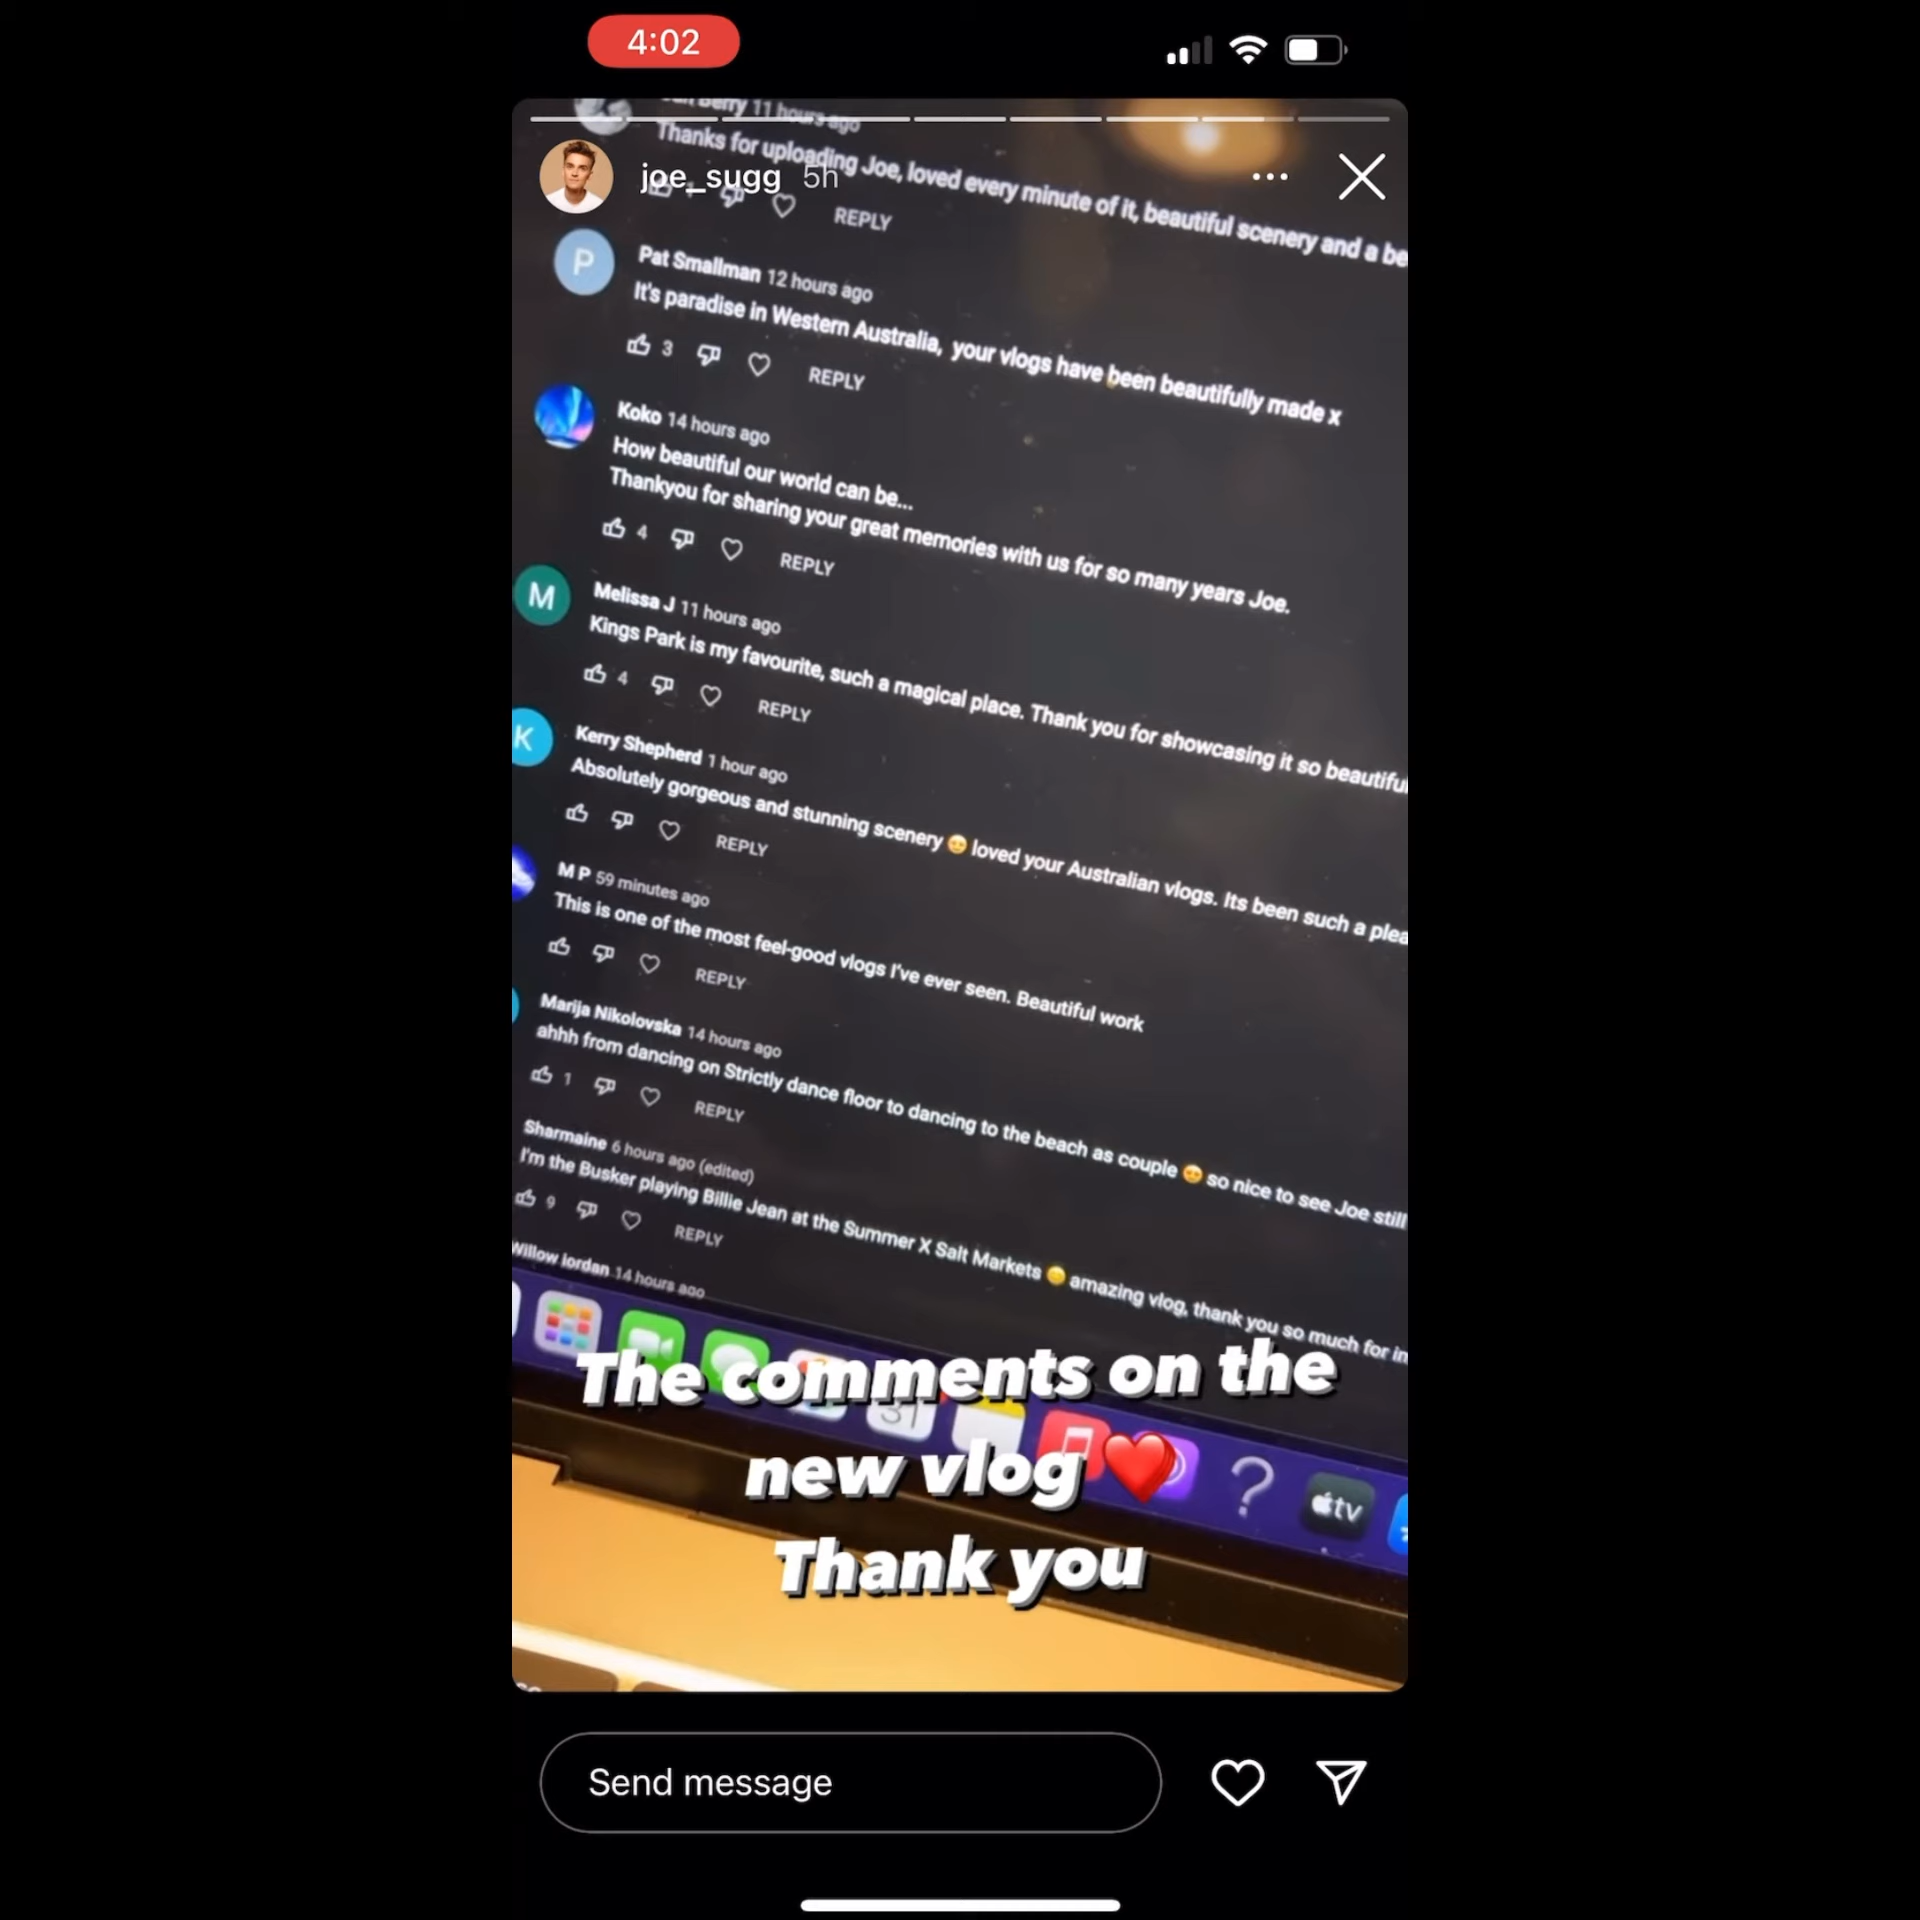 4:02
Berry 11 hours ago
Thanks for uploading Joe, loved every minute of it, beautiful scenery and a be
joe_sugg 5h
REPLY
P
Pat Smallman 12 hours ago
It's paradise in Western Australia, your vlogs have been beautifully made x
3 REPLY
Koko 14 hours ago
How beautiful our world can be...
Thankyou for sharing your great memories with us for so many years Joe.
4 REPLY
M
Melissa J 11 hours ago
Kings Park is my favourite, such a magical place. Thank you for showcasing it so beautiful
4 REPLY
K
Kerry Shepherd 1 hour ago
Absolutely gorgeous and stunning scenery 😍 loved your Australian vlogs. Its been such a plea
REPLY
M P 59 minutes ago
This is one of the most feel-good vlogs I've ever seen. Beautiful work
REPLY
Marija Nikolovska 14 hours ago
ahhh from dancing on Strictly dance floor to dancing to the beach as couple 😍 so nice to see Joe still
1 REPLY
Sharmaine 6 hours ago (edited)
I'm the Busker playing Billie Jean at the Summer X Salt Markets amazing vlog, thank you so much for in
9 REPLY
Willow Jordan 14 hours ago
The comments on the
31
new vlog ❤️
? tv
Thank you
Send message